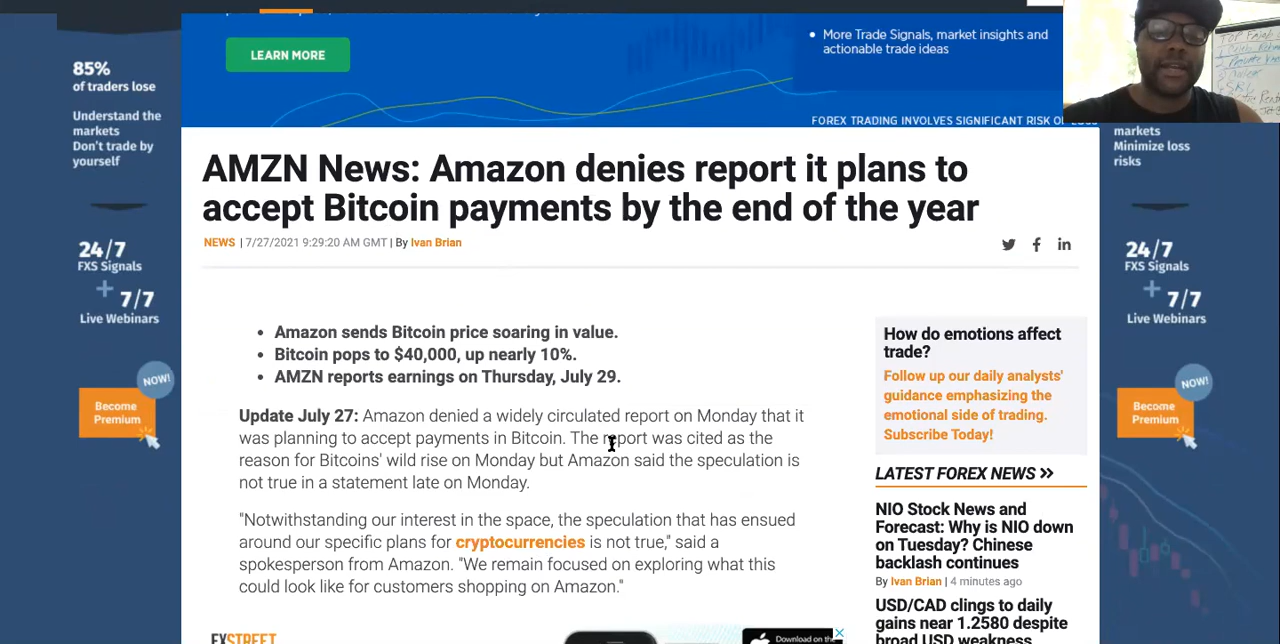 85%
of traders lose
Understand the
markets
Don't trade by
yourself
24/7
FXS Signals
+
7/7
Live Webinars
NOW!
Become
Premium
LEARN MORE
• More Trade Signals, market insights and
actionable trade ideas
FOREX TRADING INVOLVES SIGNIFICANT RISK OF
AMZN News: Amazon denies report it plans to
accept Bitcoin payments by the end of the year
NEWS | 7/27/2021 9:29:20 AM GMT | By Ivan Brian
• Amazon sends Bitcoin price soaring in value.
• Bitcoin pops to $40,000, up nearly 10%.
• AMZN reports earnings on Thursday, July 29.
Update July 27: Amazon denied a widely circulated report on Monday that it
was planning to accept payments in Bitcoin. The report was cited as the
reason for Bitcoins' wild rise on Monday but Amazon said the speculation is
not true in a statement late on Monday.
"Notwithstanding our interest in the space, the speculation that has ensued
around our specific plans for cryptocurrencies is not true," said a
spokesperson from Amazon. "We remain focused on exploring what this
could look like for customers shopping on Amazon."
FXSTREET
Download on the
How do emotions affect
trade?
Follow up our daily analysts'
guidance emphasizing the
emotional side of trading.
Subscribe Today!
LATEST FOREX NEWS >>
NIO Stock News and
Forecast: Why is NIO down
on Tuesday? Chinese
backlash continues
By Ivan Brian | 4 minutes ago
USD/CAD clings to daily
gains near 1.2580 despite
broad USD weakness
markets
Minimize loss
risks
24/7
FXS Signals
+
7/7
Live Webinars
NOW!
Become
Premium